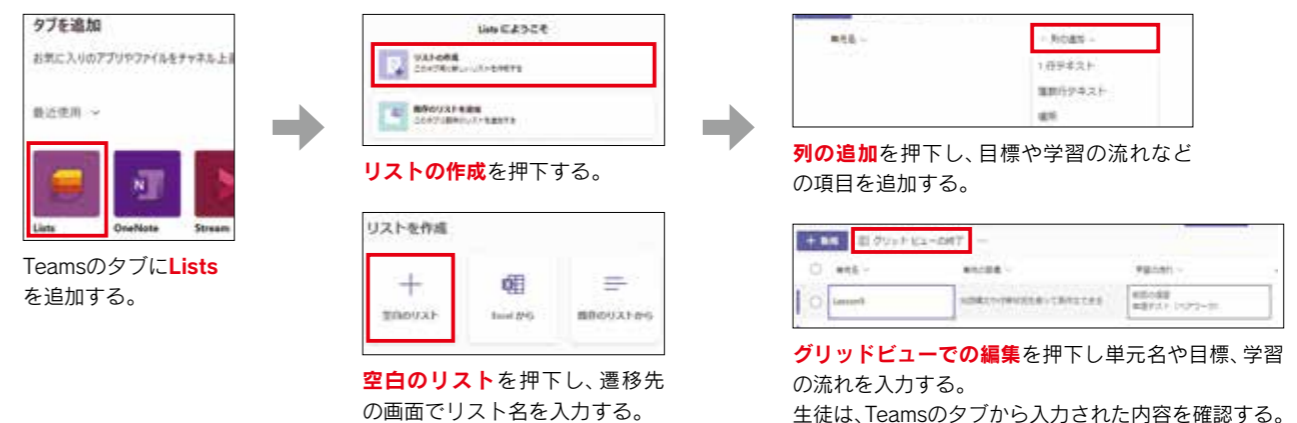 タブを追加
お気に入りのアプリやファイルをチャネル上
最近使用
Lists
OneNote
Stream
Teamsのタブに**Lists**
を追加する。
Lists にようこそ
リストの作成
既存のリストを追加
リストの作成を押下する。
リストを作成
空白のリスト
Excel から
既存のリストから
空白のリストを押下し、遷移先
の画面でリスト名を入力する。
単元名
列の追加
1 行テキスト
複数行テキスト
場所
列の追加を押下し、目標や学習の流れなど
の項目を追加する。
＋ 新規
グリッド ビューの終了
単元名
単元の目標
学習の流れ
Lesson5
グリッドビューでの編集を押下し単元名や目標、学習
の流れを入力する。
生徒は、Teamsのタブから入力された内容を確認する。